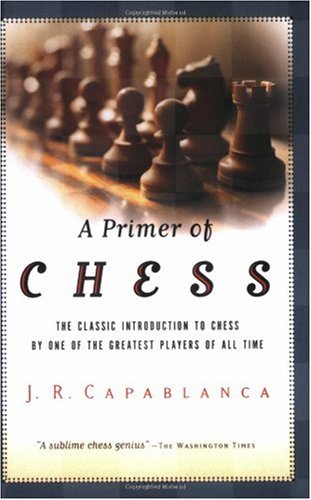 A Primer of
CHESS
THE CLASSIC INTRODUCTION TO CHESS
BY ONE OF THE GREATEST PLAYERS OF ALL TIME
J. R. CAPABLANCA
"A sublime chess genius" —THE WASHINGTON TIMES